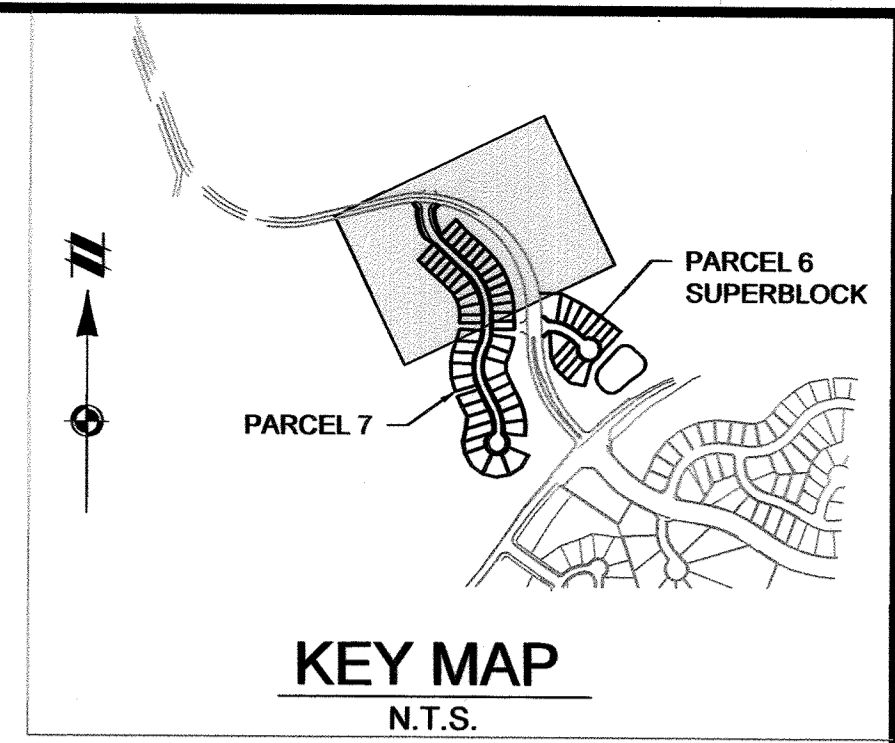 PARCEL 6
SUPERBLOCK
PARCEL 7
KEY MAP
N.T.S.